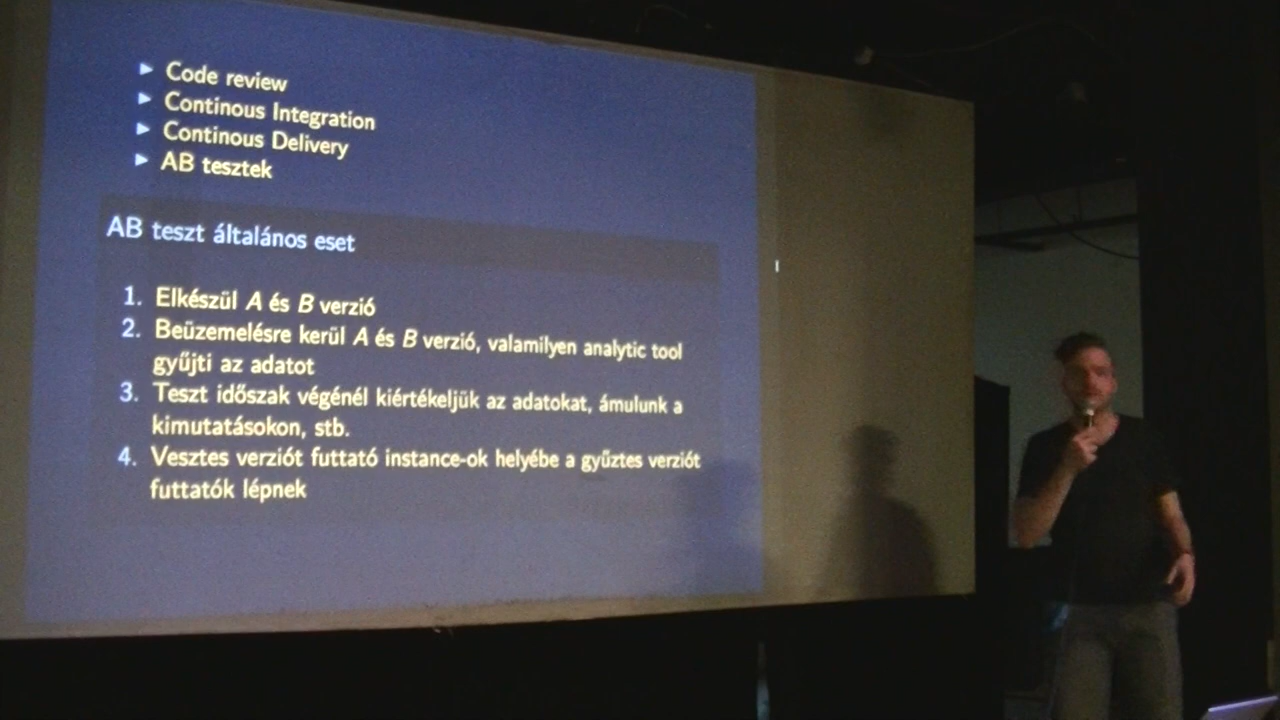 Code review
Continous Integration
Continous Delivery
AB tesztek
AB teszt általános eset
1. Elkészül A és B verzió
2. Beüzemelésre kerül A és B verzió, valamilyen analytic tool
gyűjti az adatot
3. Teszt időszak végénél kiértékeljük az adatokat, ámulunk a
kimutatásokon, stb.
4. Vesztes verziót futtató instance-ok helyébe a gyűztes verziót
futtatók lépnek